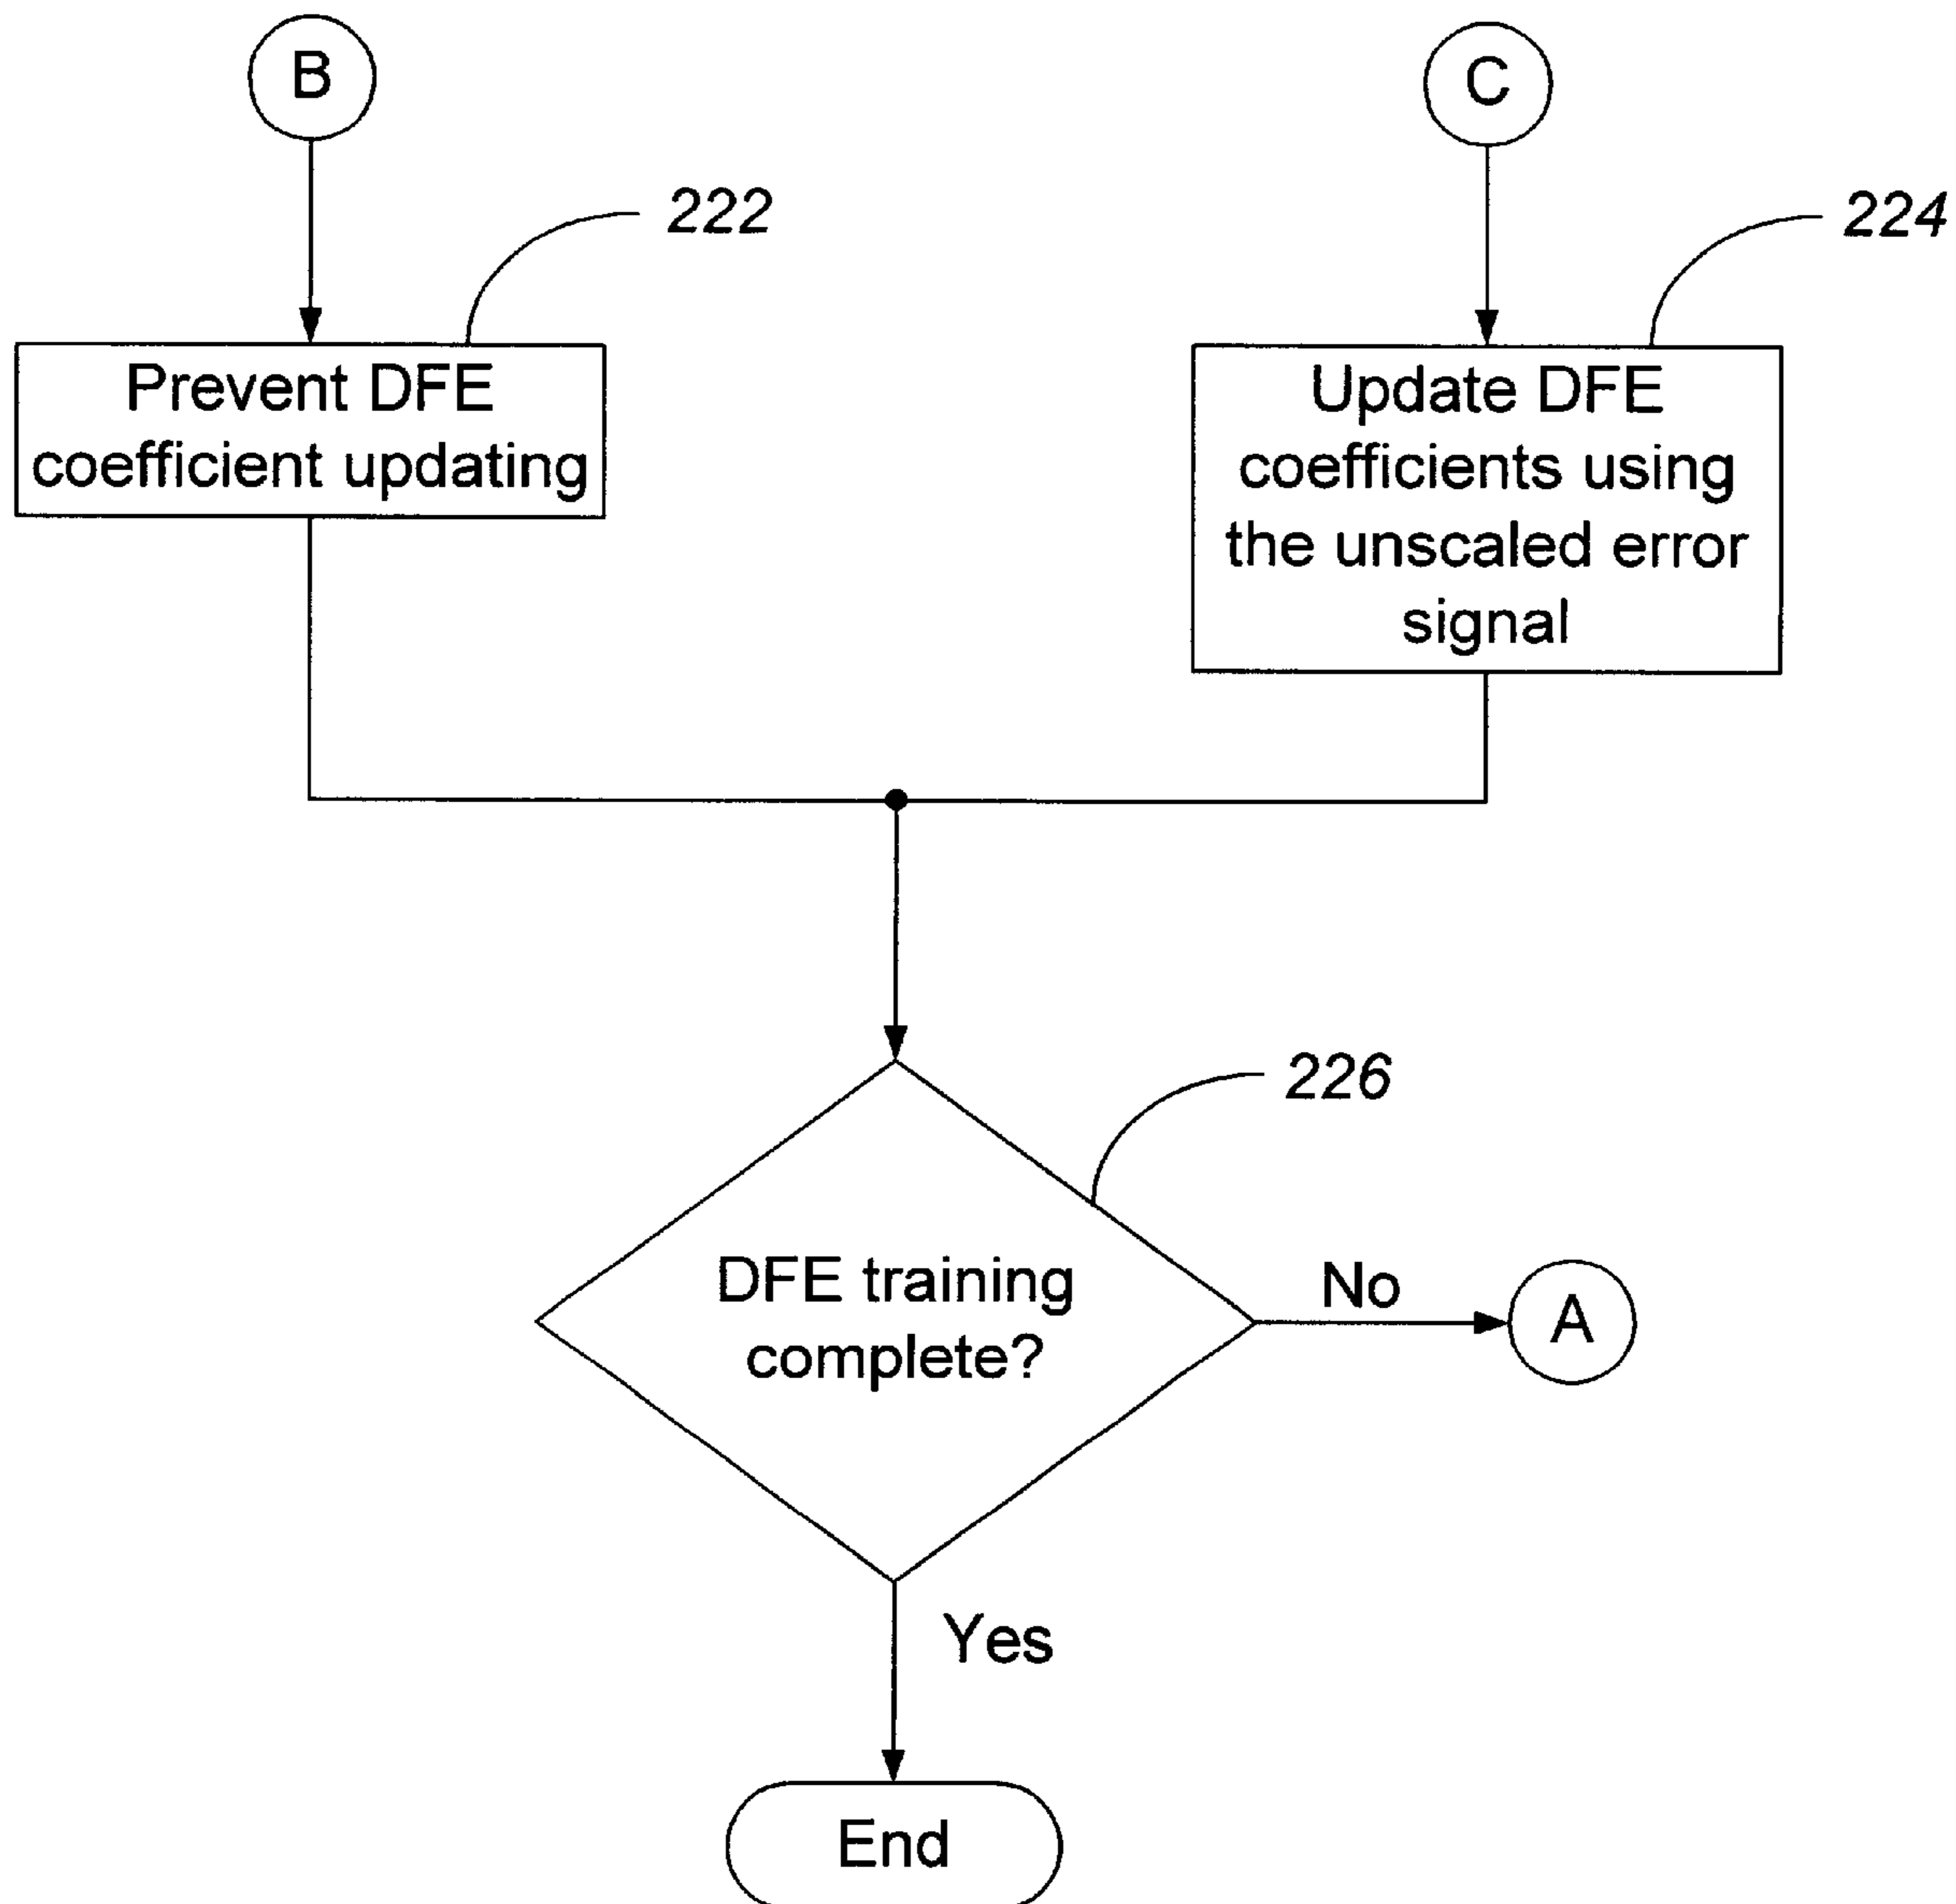 B
C
222
224
Prevent DFE
coefficient updating
Update DFE
coefficients using
the unscaled error
signal
226
DFE training
complete?
No
A
Yes
End